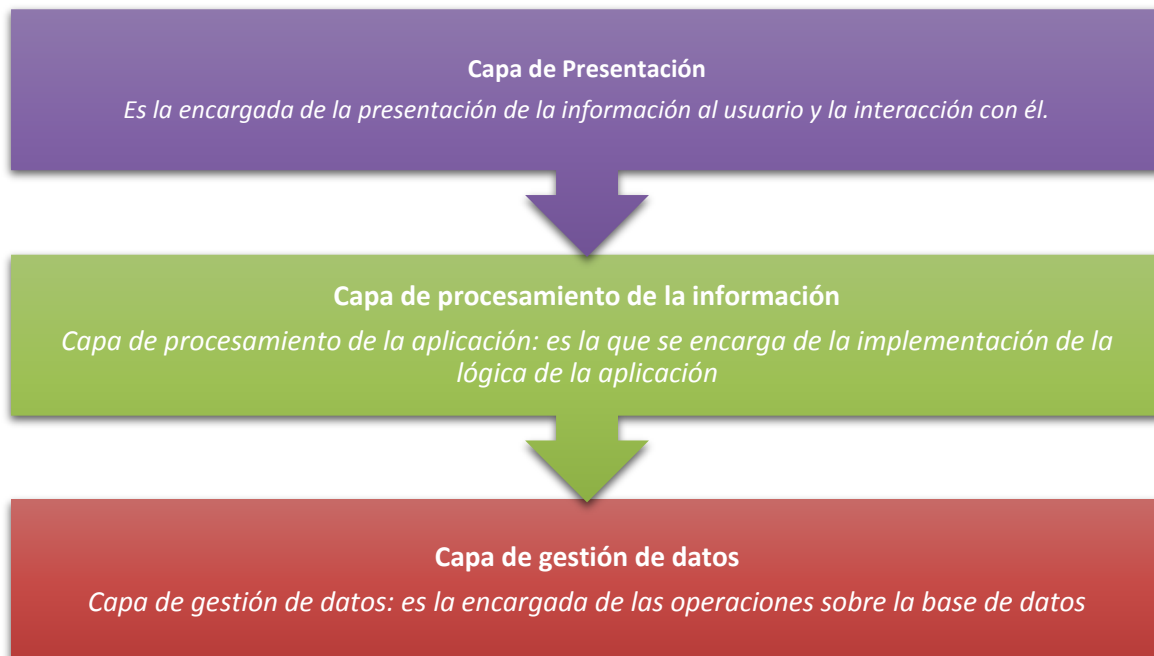 Capa de Presentación
Es la encargada de la presentación de la información al usuario y la interacción con él.
Capa de procesamiento de la información
Capa de procesamiento de la aplicación: es la que se encarga de la implementación de la
lógica de la aplicación
Capa de gestión de datos
Capa de gestión de datos: es la encargada de las operaciones sobre la base de datos